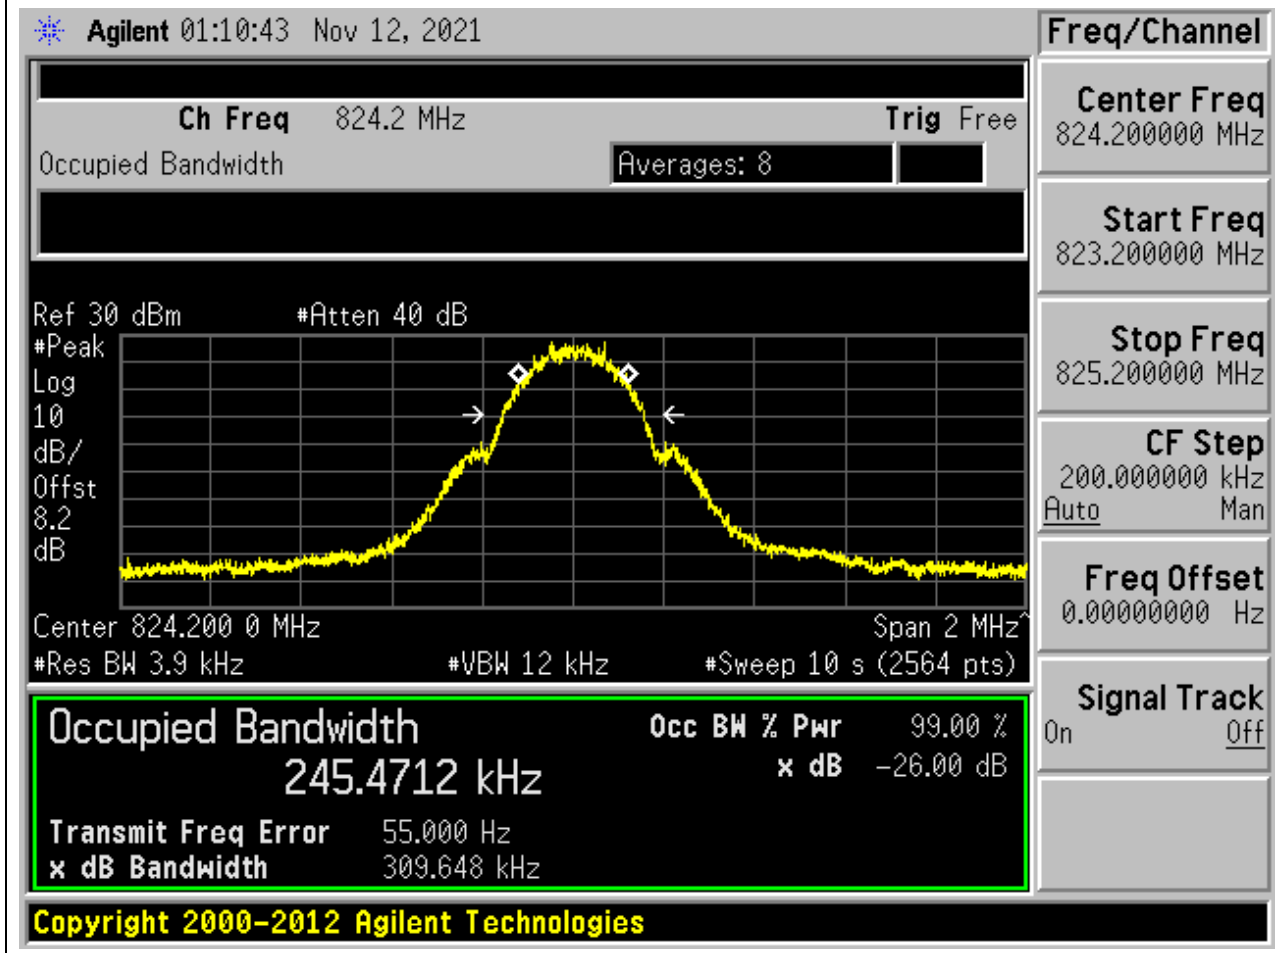 Agilent 01:10:43 Nov 12, 2021
Freq/Channel
Ch Freq 824.2 MHz Trig Free
Occupied Bandwidth Averages: 8
Center Freq
824.200000 MHz
Start Freq
823.200000 MHz
Stop Freq
825.200000 MHz
CF Step
200.000000 kHz
Auto Man
Freq Offset
0.00000000 Hz
Signal Track
On Off
Ref 30 dBm #Atten 40 dB
#Peak
Log
10
dB/
Offst
8.2
dB
Center 824.200 0 MHz Span 2 MHz^
#Res BW 3.9 kHz #VBW 12 kHz #Sweep 10 s (2564 pts)
Occupied Bandwidth Occ BW % Pwr 99.00 %
245.4712 kHz x dB -26.00 dB
Transmit Freq Error 55.000 Hz
x dB Bandwidth 309.648 kHz
Copyright 2000-2012 Agilent Technologies